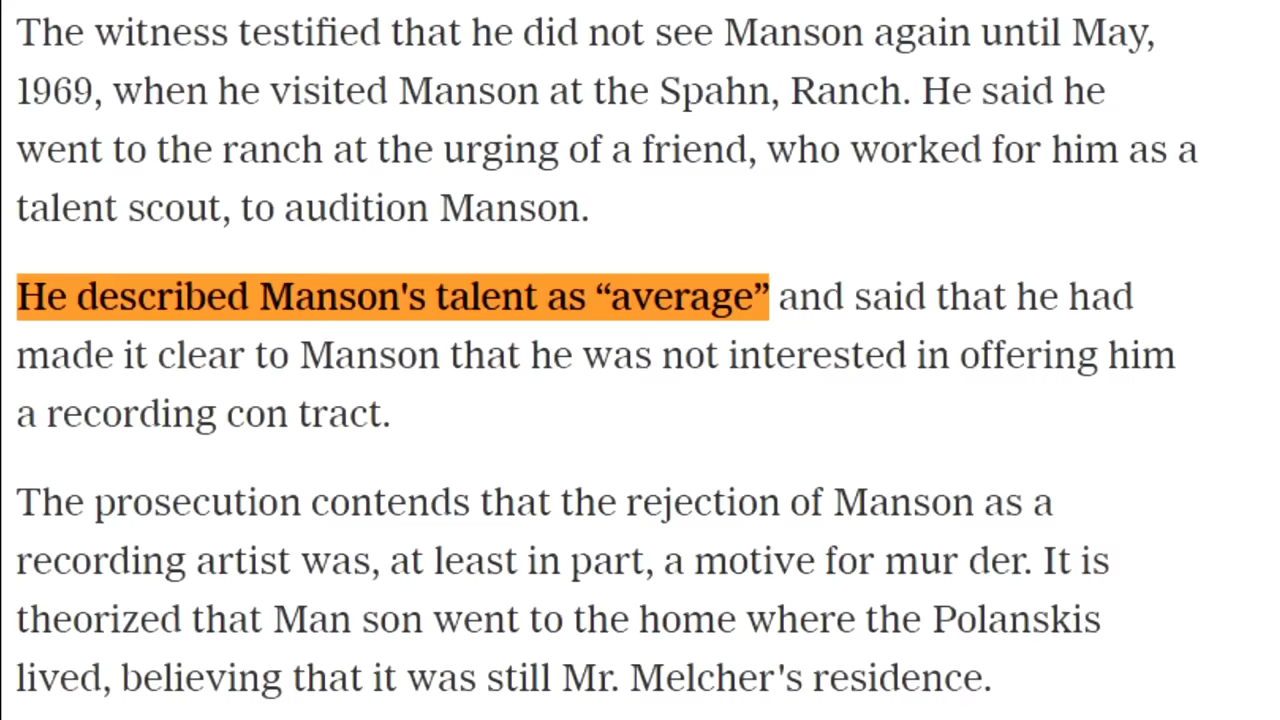 The witness testified that he did not see Manson again until May,
1969, when he visited Manson at the Spahn, Ranch. He said he
went to the ranch at the urging of a friend, who worked for him as a
talent scout, to audition Manson.
He described Manson's talent as “average” and said that he had
made it clear to Manson that he was not interested in offering him
a recording con tract.
The prosecution contends that the rejection of Manson as a
recording artist was, at least in part, a motive for mur der. It is
theorized that Man son went to the home where the Polanskis
lived, believing that it was still Mr. Melcher's residence.